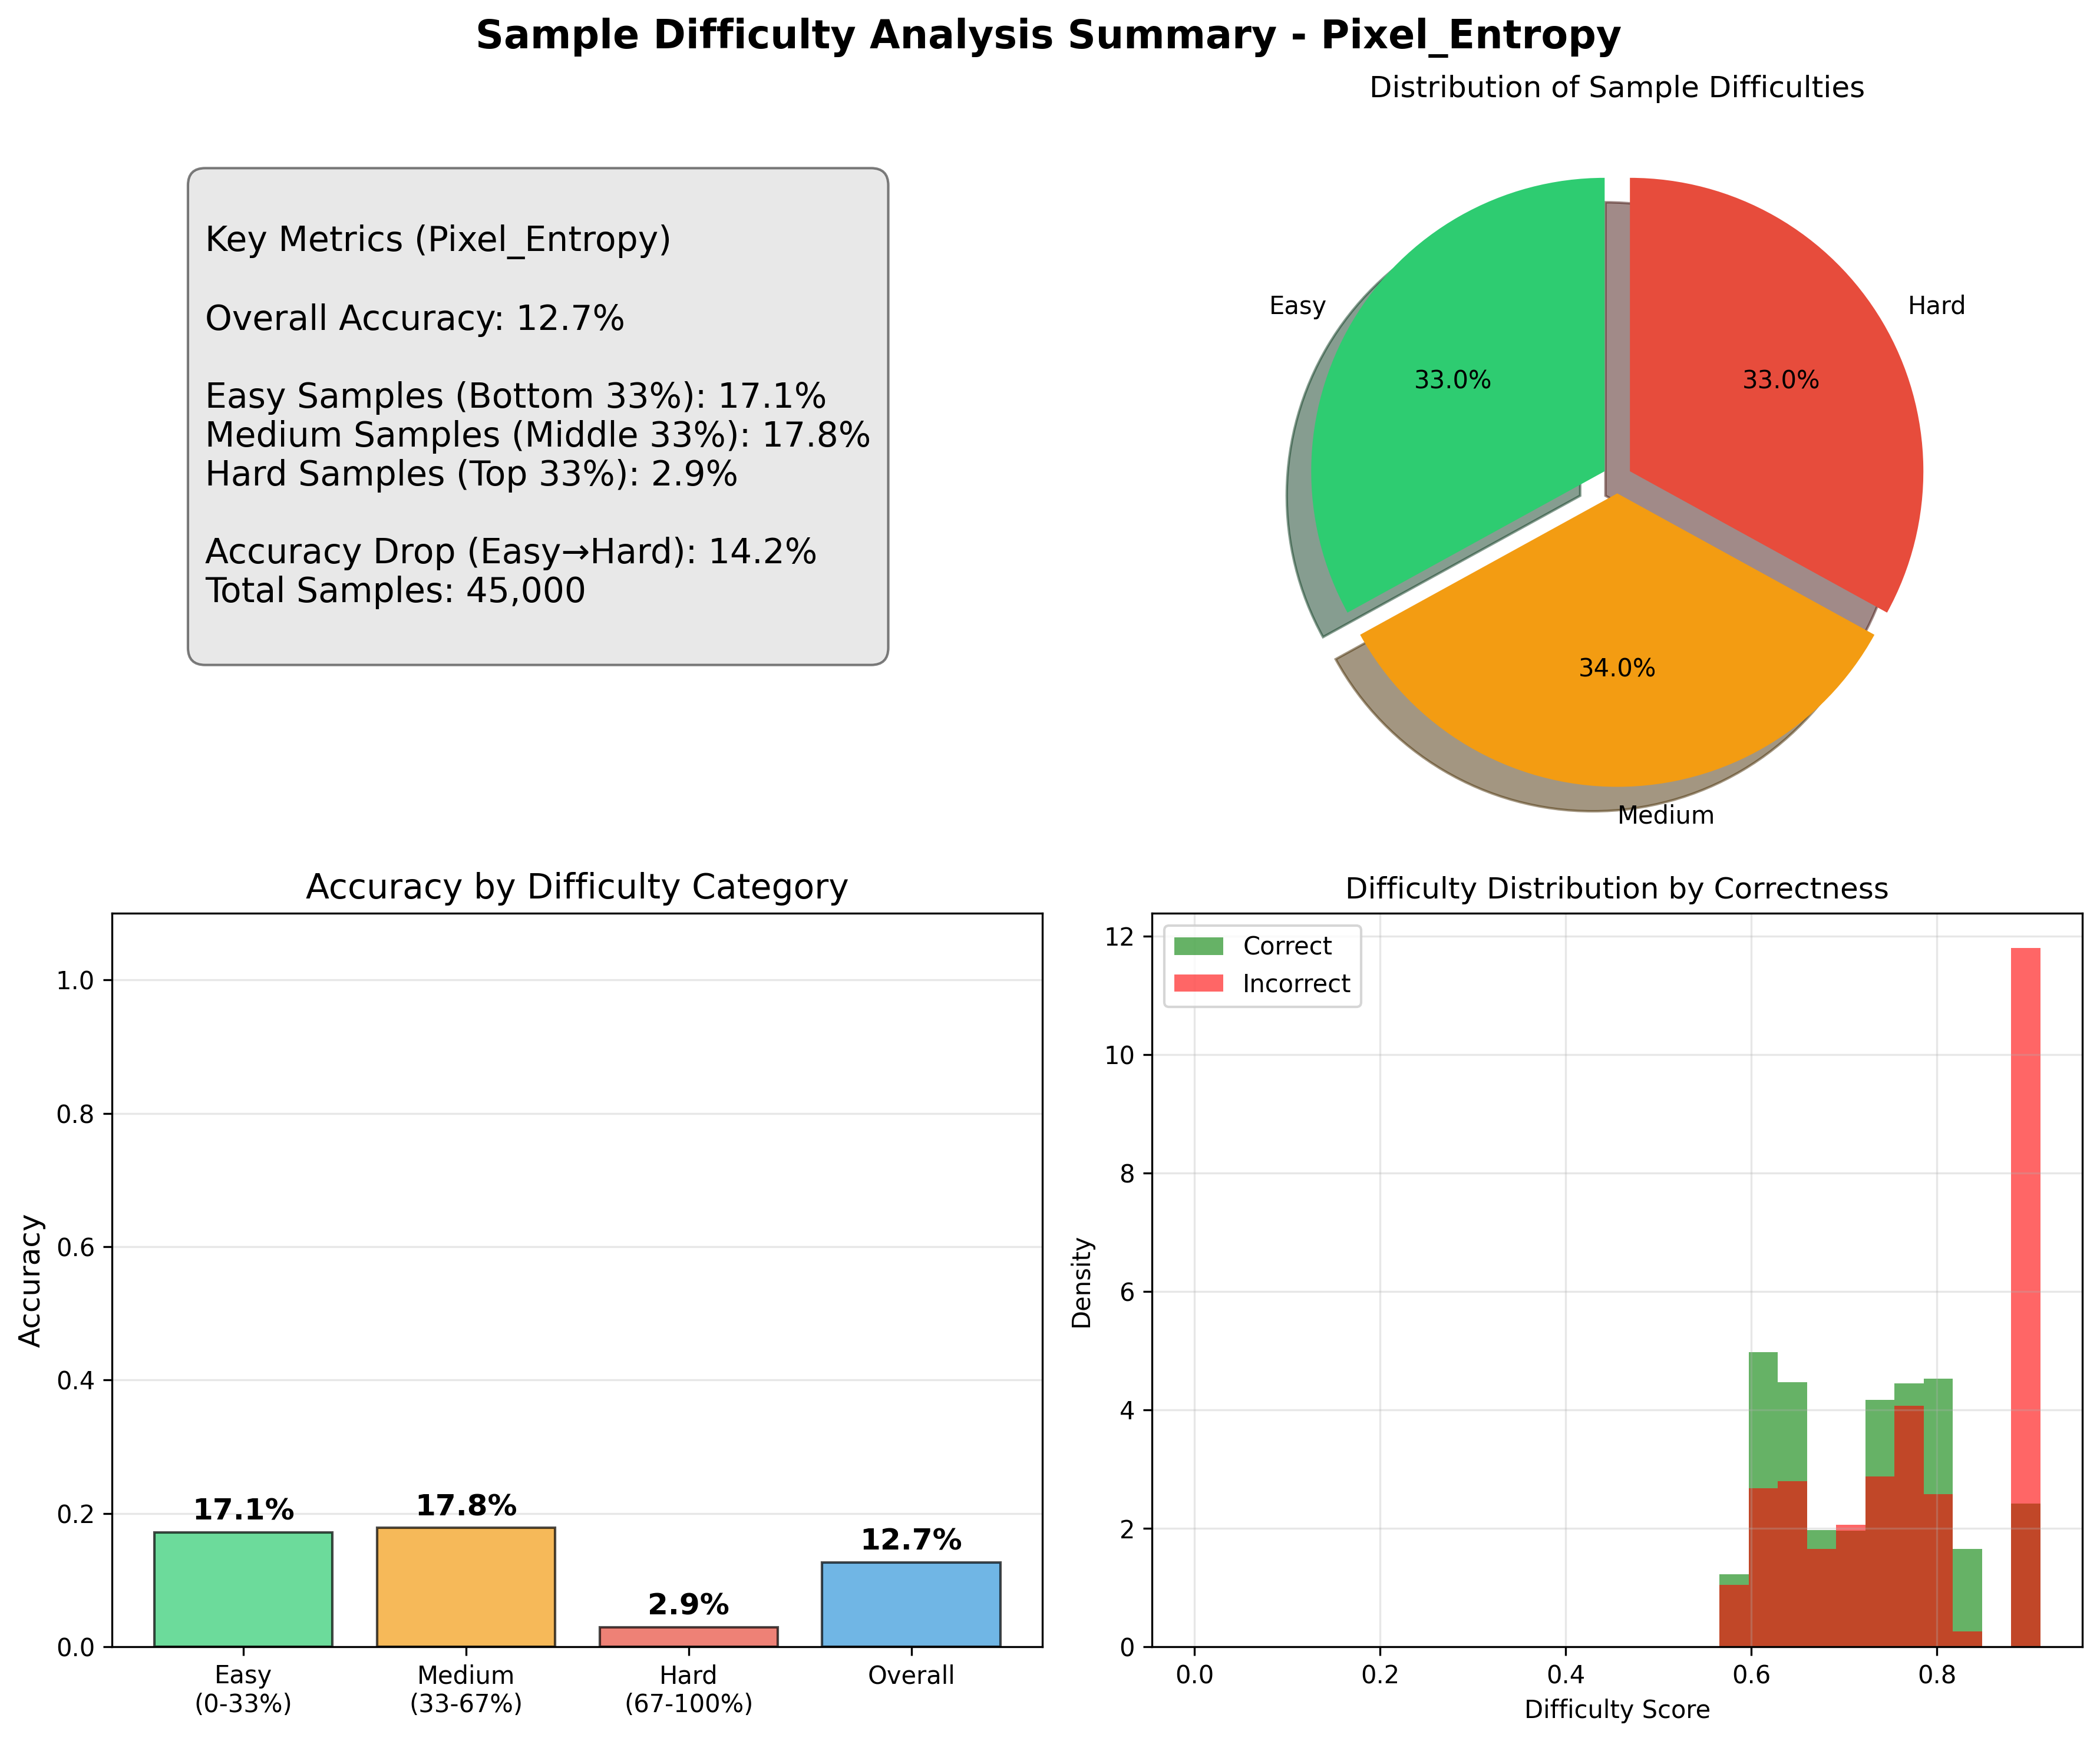 Sample Difficulty Analysis Summary - Pixel_Entropy
Key Metrics (Pixel_Entropy)
Overall Accuracy: 12.7%
Easy Samples (Bottom 33%): 17.1%
Medium Samples (Middle 33%): 17.8%
Hard Samples (Top 33%): 2.9%
Accuracy Drop (Easy→Hard): 14.2%
Total Samples: 45,000
Distribution of Sample Difficulties
Easy
Hard
33.0%
33.0%
34.0%
Medium
Accuracy by Difficulty Category
Accuracy
1.0
0.8
0.6
0.4
0.2
0.0
17.1%
17.8%
2.9%
12.7%
Easy
(0-33%)
Medium
(33-67%)
Hard
(67-100%)
Overall
Difficulty Distribution by Correctness
Correct
Incorrect
Density
12
10
8
6
4
2
0
0.0
0.2
0.4
0.6
0.8
Difficulty Score